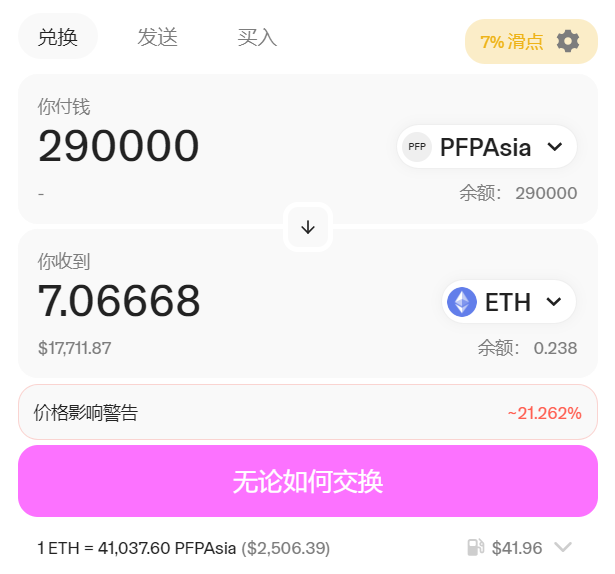 兑换 发送 买入 7% 滑点
你付钱
290000 PFP PFPAsia
- 余额： 290000
你收到
7.06668 ETH
$17,711.87 余额： 0.238
价格影响警告 ~21.262%
无论如何交换
1 ETH = 41,037.60 PFPAsia ($2,506.39) $41.96